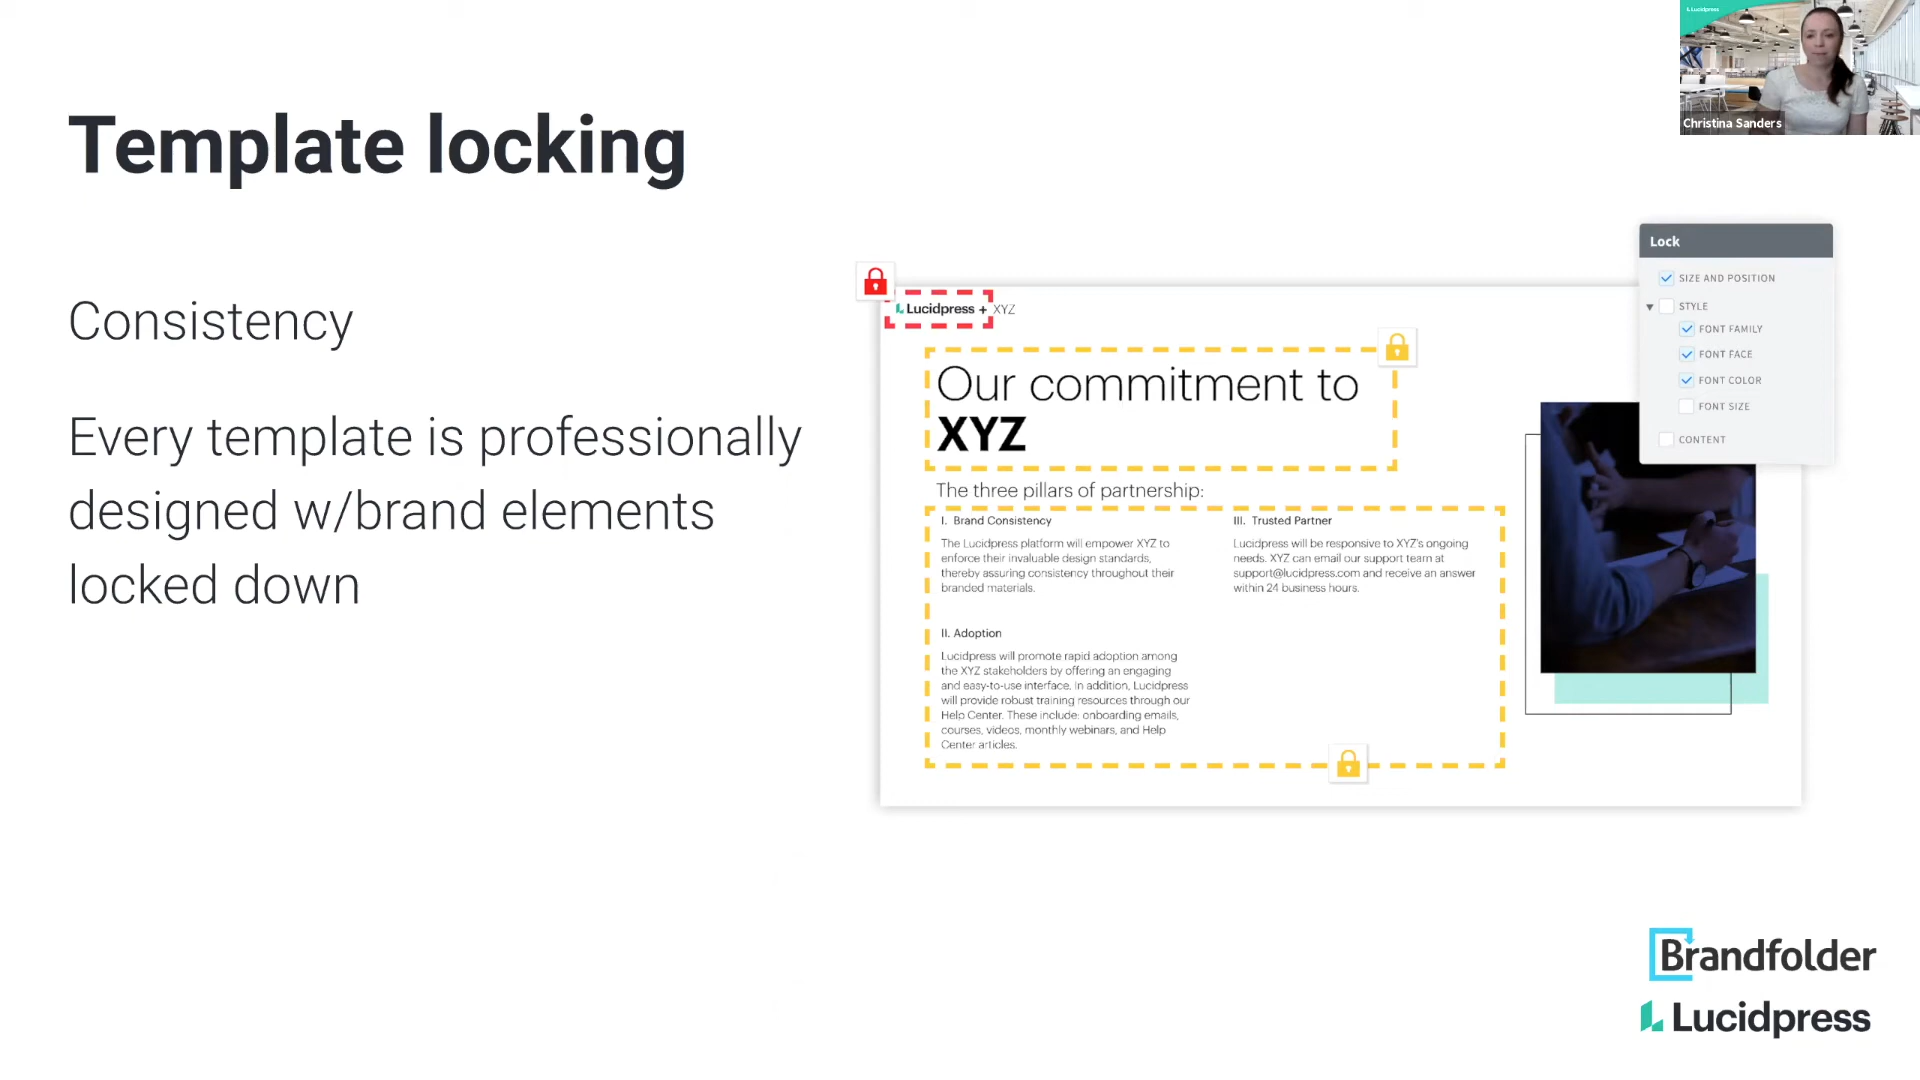 Lucidpress
Christina Sanders
Template locking
Consistency
Every template is professionally
designed w/brand elements
locked down
Lock
SIZE AND POSITION
STYLE
FONT FAMILY
FONT FACE
FONT COLOR
FONT SIZE
CONTENT
Lucidpress + XYZ
Our commitment to
XYZ
The three pillars of partnership:
I. Brand Consistency
The Lucidpress platform will empower XYZ to
enforce their invaluable design standards,
thereby assuring consistency throughout their
branded materials.
II. Adoption
Lucidpress will promote rapid adoption among
the XYZ stakeholders by offering an engaging
and easy-to-use interface. In addition, Lucidpress
will provide robust training resources through our
Help Center. These include: onboarding emails,
courses, videos, monthly webinars, and Help
Center articles.
III. Trusted Partner
Lucidpress will be responsive to XYZ's ongoing
needs. XYZ can email our support team at
support@lucidpress.com and receive an answer
within 24 business hours.
Brandfolder
Lucidpress